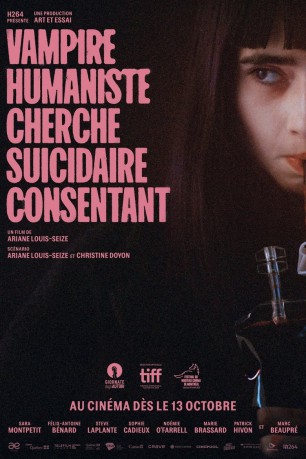 H264
PRÉSENTE
UNE PRODUCTION
ART ET ESSAI
VAMPIRE
HUMANISTE
CHERCHE
SUICIDAIRE
CONSENTANT
UN FILM DE
ARIANE LOUIS-SEIZE
SCÉNARIO
ARIANE LOUIS-SEIZE ET CHRISTINE DOYON
GIORNATE
tiff
AU CINÉMA DÈS LE 13 OCTOBRE
SARA MONTPETIT
FÉLIX-ANTOINE BÉNARD
STEVE LAPLANTE
SOPHIE CADIEUX
NOÉMIE O'FARRELL
MARIE BRASSARD
PATRICK HIVON
ET
MARC BEAUPRÉ
H264